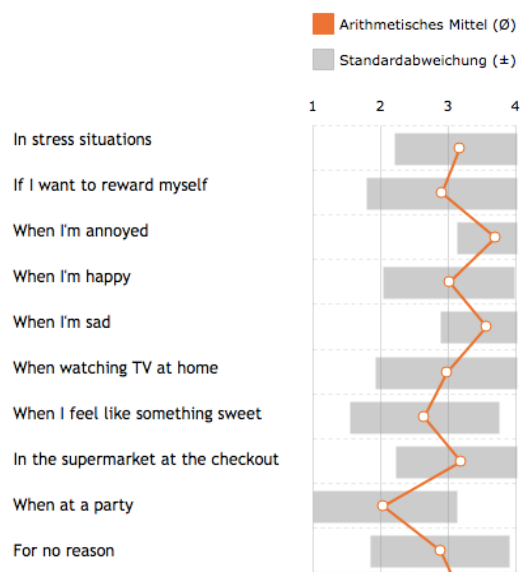 Arithmetisches Mittel (Ø)
Standardabweichung (±)
1 2 3 4
In stress situations
If I want to reward myself
When I'm annoyed
When I'm happy
When I'm sad
When watching TV at home
When I feel like something sweet
In the supermarket at the checkout
When at a party
For no reason